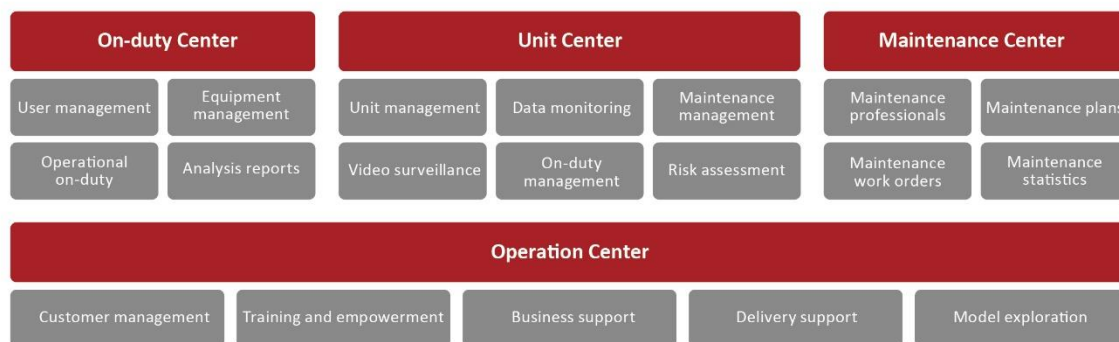 On-duty Center
Unit Center
Maintenance Center
User management
Equipment
management
Unit management
Data monitoring
Maintenance
management
Maintenance
professionals
Maintenance plans
Operational
on-duty
Analysis reports
Video surveillance
On-duty
management
Risk assessment
Maintenance
work orders
Maintenance
statistics
Operation Center
Customer management
Training and empowerment
Business support
Delivery support
Model exploration